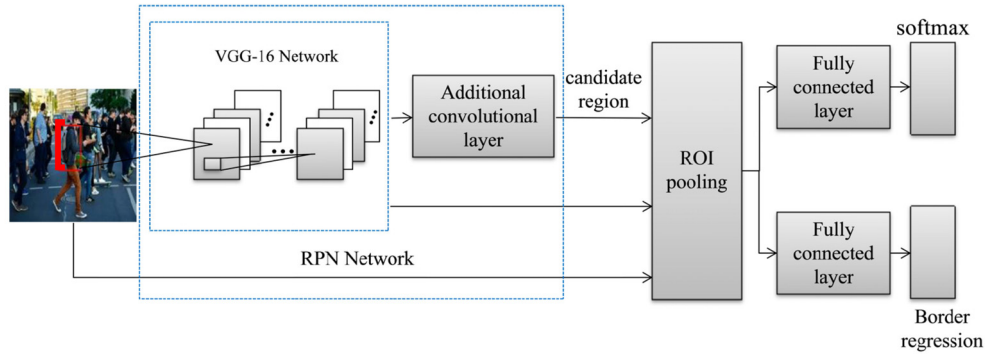 VGG-16 Network
Additional
convolutional
layer
candidate
region
RPN Network
ROI
pooling
Fully
connected
layer
softmax
Fully
connected
layer
Border
regression